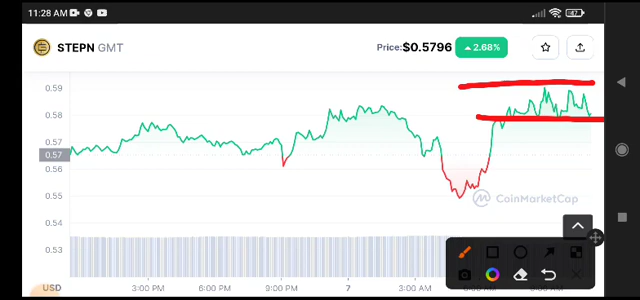 11:28 AM
47
STEPN GMT
Price:$0.5796 ▲2.68%
0.59
0.58
0.57
0.57
0.56
0.55
0.54
0.53
CoinMarketCap
USD 3:00 PM 6:00 PM 9:00 PM 7 3:00 AM